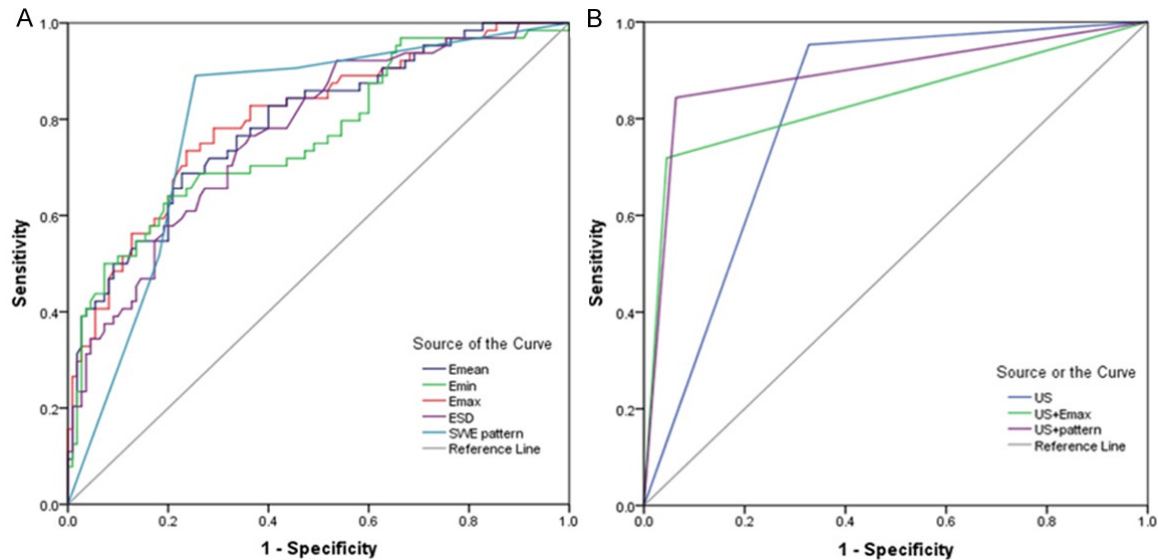 A
1.0
0.8
0.6
0.4
0.2
0.0
Sensitivity
0.0 0.2 0.4 0.6 0.8 1.0
1 - Specificity
Source of the Curve
Emean
Emin
Emax
ESD
SWE pattern
Reference Line
B
1.0
0.8
0.6
0.4
0.2
0.0
Sensitivity
0.0 0.2 0.4 0.6 0.8 1.0
1 - Specificity
Source or the Curve
US
US+Emax
US+pattern
Reference Line